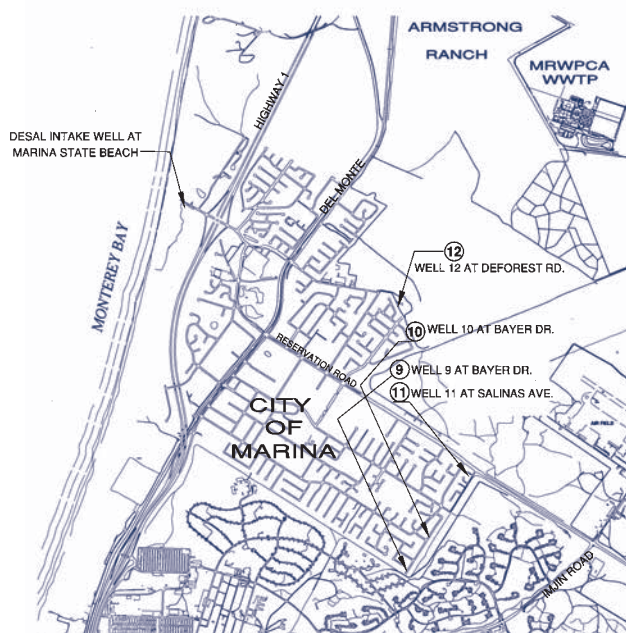 ARMSTRONG
RANCH
MRWPCA
WWTP
HIGHWAY 1
DESAL INTAKE WELL AT
MARINA STATE BEACH
DEL MONTE
MONTEREY BAY
12
WELL 12 AT DEFOREST RD.
10 WELL 10 AT BAYER DR.
RESERVATION ROAD
9 WELL 9 AT BAYER DR.
11 WELL 11 AT SALINAS AVE.
CITY
OF
MARINA
AIR FIELD
IMJIN ROAD